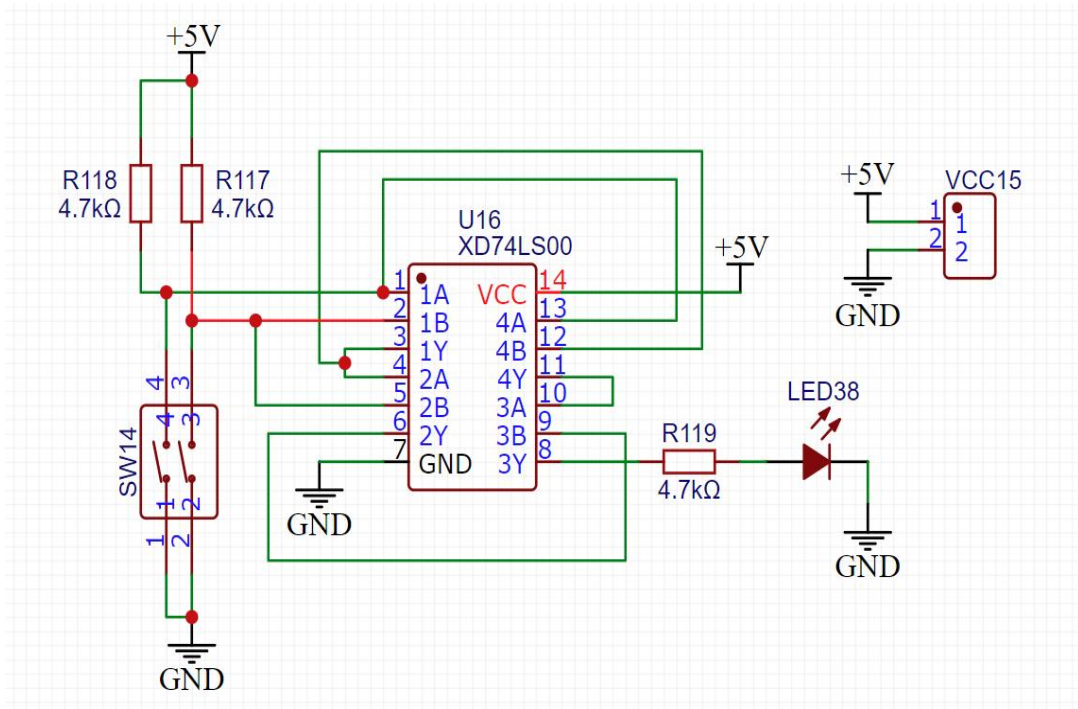 +5V
R118
4.7kΩ
R117
4.7kΩ
U16
XD74LS00
1 1A
2 1B
3 1Y
4 2A
5 2B
6 2Y
7 GND
14 VCC
13 4A
12 4B
11 4Y
10 3A
9 3B
8 3Y
+5V
+5V
VCC15
1 1
2 2
GND
LED38
R119
4.7kΩ
GND
GND
SW14
4 3
4 3
1 2
1 2
GND